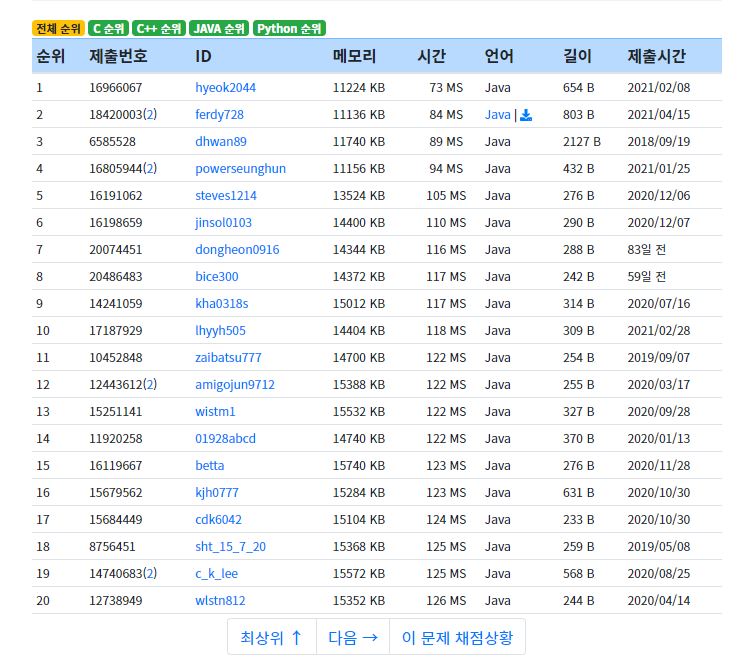 전체 순위 C 순위 C++ 순위 JAVA 순위 Python 순위
순위 제출번호 ID 메모리 시간 언어 길이 제출시간
1 16966067 hyeok2044 11224 KB 73 MS Java 654 B 2021/02/08
2 18420003(2) ferdy728 11136 KB 84 MS Java | 803 B 2021/04/15
3 6585528 dhwan89 11740 KB 89 MS Java 2127 B 2018/09/19
4 16805944(2) powerseunghun 11156 KB 94 MS Java 432 B 2021/01/25
5 16191062 steves1214 13524 KB 105 MS Java 276 B 2020/12/06
6 16198659 jinsol0103 14400 KB 110 MS Java 290 B 2020/12/07
7 20074451 dongheon0916 14344 KB 116 MS Java 288 B 83일 전
8 20486483 bice300 14372 KB 117 MS Java 242 B 59일 전
9 14241059 kha0318s 15012 KB 117 MS Java 314 B 2020/07/16
10 17187929 lhyyh505 14404 KB 118 MS Java 309 B 2021/02/28
11 10452848 zaibatsu777 14700 KB 122 MS Java 254 B 2019/09/07
12 12443612(2) amigojun9712 15388 KB 122 MS Java 255 B 2020/03/17
13 15251141 wistm1 15532 KB 122 MS Java 327 B 2020/09/28
14 11920258 01928abcd 14740 KB 122 MS Java 370 B 2020/01/13
15 16119667 betta 15740 KB 123 MS Java 276 B 2020/11/28
16 15679562 kjh0777 15284 KB 123 MS Java 631 B 2020/10/30
17 15684449 cdk6042 15104 KB 124 MS Java 233 B 2020/10/30
18 8756451 sht_15_7_20 15368 KB 125 MS Java 259 B 2019/05/08
19 14740683(2) c_k_lee 15572 KB 125 MS Java 568 B 2020/08/25
20 12738949 wlstn812 15352 KB 126 MS Java 244 B 2020/04/14
최상위 ↑ 다음 → 이 문제 채점상황